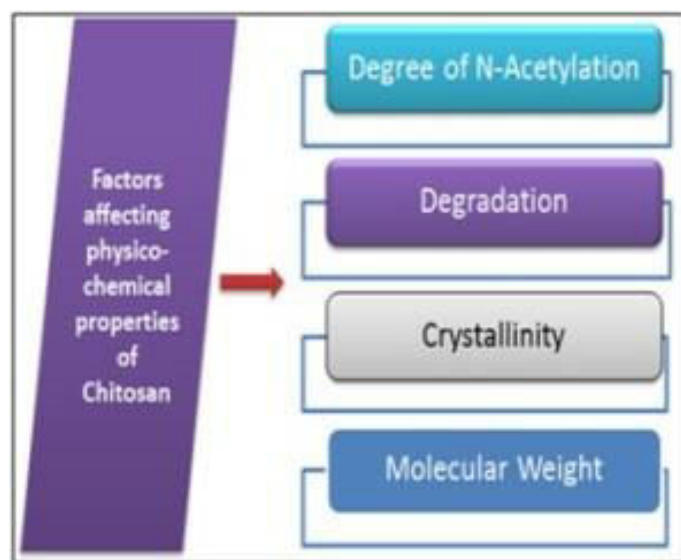 Factors
affecting
physico-
chemical
properties
of
Chitosan
Degree of N-Acetylation
Degradation
Crystallinity
Molecular Weight